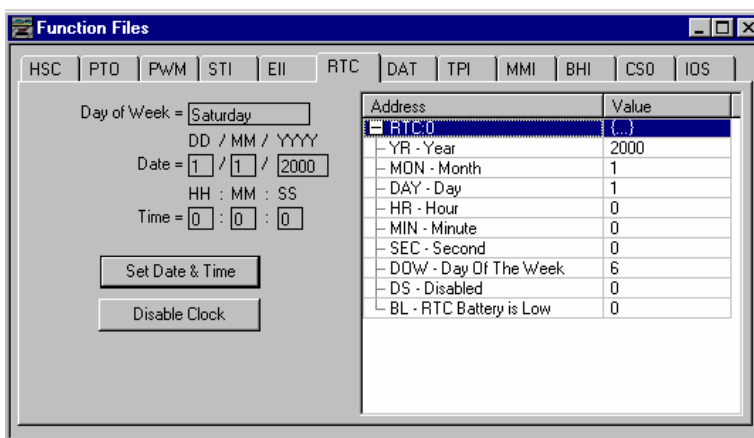 Function Files
HSC PTO PWM STI EII RTC DAT TPI MMI BHI CS0 IOS
Day of Week = Saturday
DD / MM / YYYY
Date = 1 / 1 / 2000
HH : MM : SS
Time = 0 : 0 : 0
Set Date & Time
Disable Clock
Address Value
RTC:0 {...}
YR - Year 2000
MON - Month 1
DAY - Day 1
HR - Hour 0
MIN - Minute 0
SEC - Second 0
DOW - Day Of The Week 6
DS - Disabled 0
BL - RTC Battery is Low 0